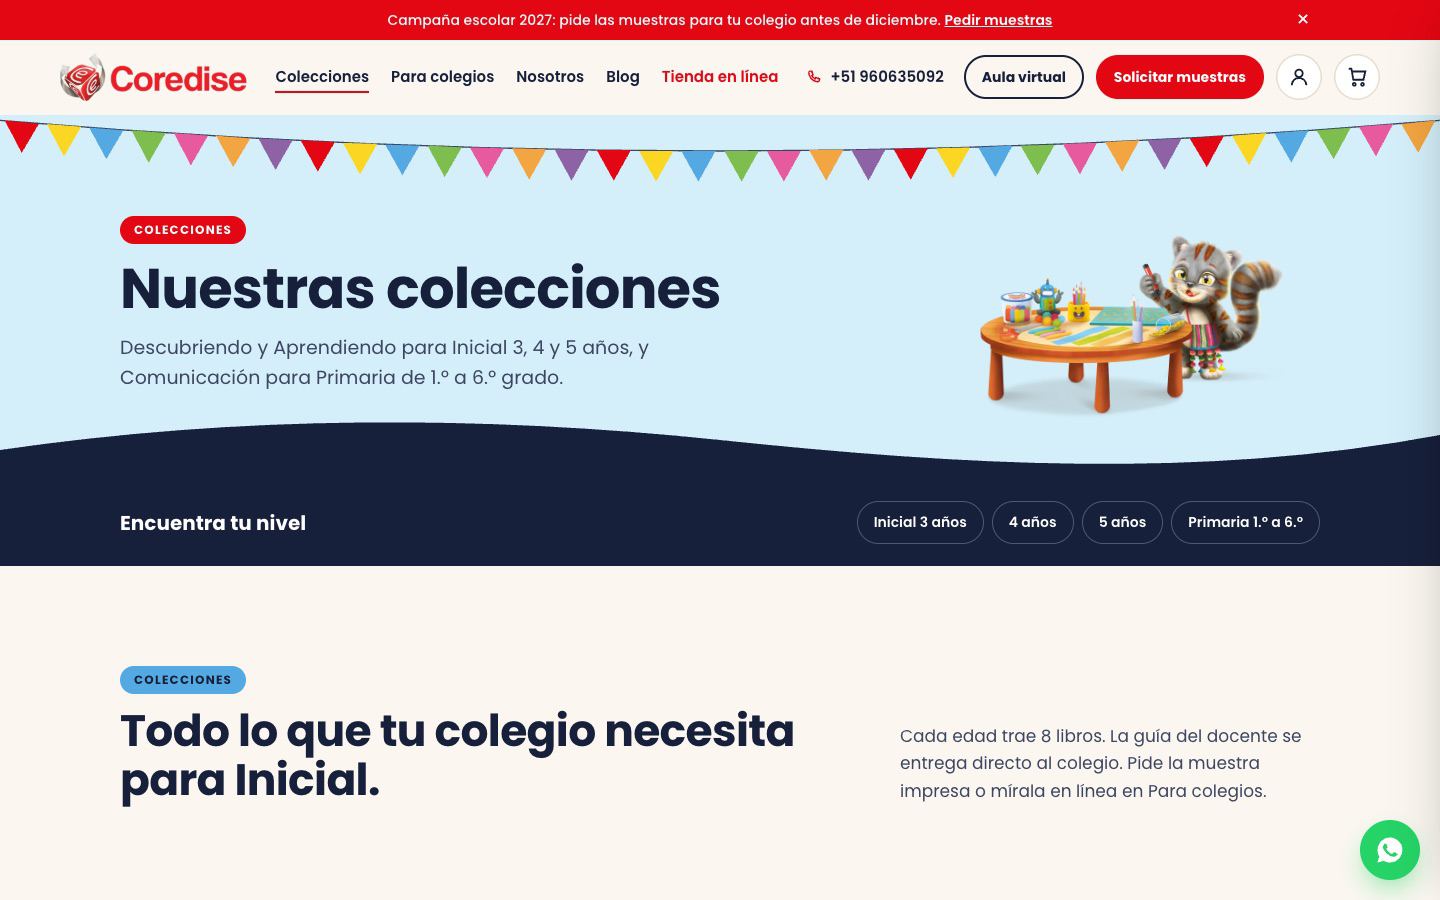 Campaña escolar 2027: pide las muestras para tu colegio antes de diciembre. Pedir muestras ×
Coredise
Colecciones
Para colegios
Nosotros
Blog
Tienda en línea
+51 960635092
Aula virtual
Solicitar muestras
COLECCIONES
Nuestras colecciones
Descubriendo y Aprendiendo para Inicial 3, 4 y 5 años, y
Comunicación para Primaria de 1.º a 6.º grado.
Encuentra tu nivel
Inicial 3 años
4 años
5 años
Primaria 1.º a 6.º
COLECCIONES
Todo lo que tu colegio necesita
para Inicial.
Cada edad trae 8 libros. La guía del docente se
entrega directo al colegio. Pide la muestra
impresa o mírala en línea en Para colegios.